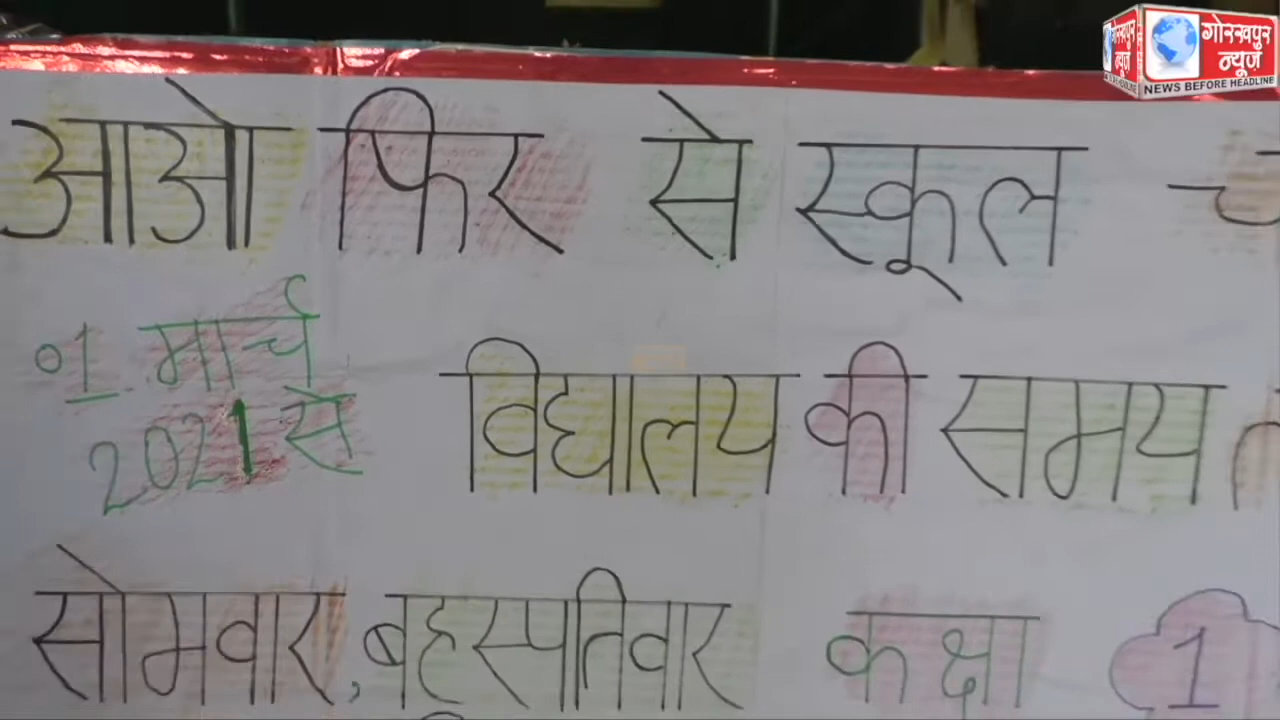 गोरखपुर
न्यूज
NEWS BEFORE HEADLINE
आओ फिर से स्कूल
01 मार्च
2021 से
विद्यालय की समय
सोमवार, बृहस्पतिवार कक्षा 1